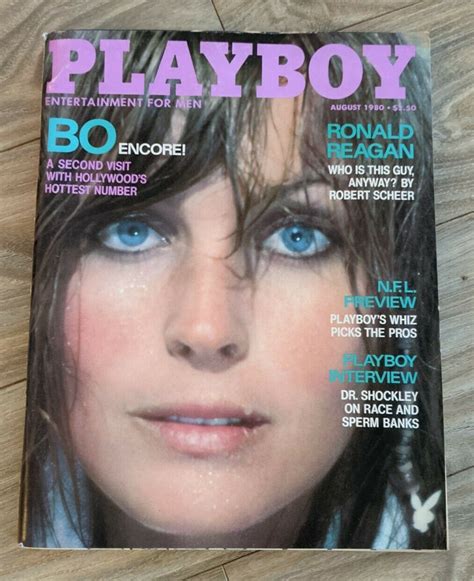 PLAYBOY
ENTERTAINMENT FOR MEN
AUGUST 1980 • $2.50
BO ENCORE!
A SECOND VISIT
WITH HOLLYWOOD'S
HOTTEST NUMBER
RONALD
REAGAN
WHO IS THIS GUY,
ANYWAY? BY
ROBERT SCHEER
N.F.L.
PREVIEW
PLAYBOY'S WHIZ
PICKS THE PROS
PLAYBOY
INTERVIEW
DR. SHOCKLEY
ON RACE AND
SPERM BANKS